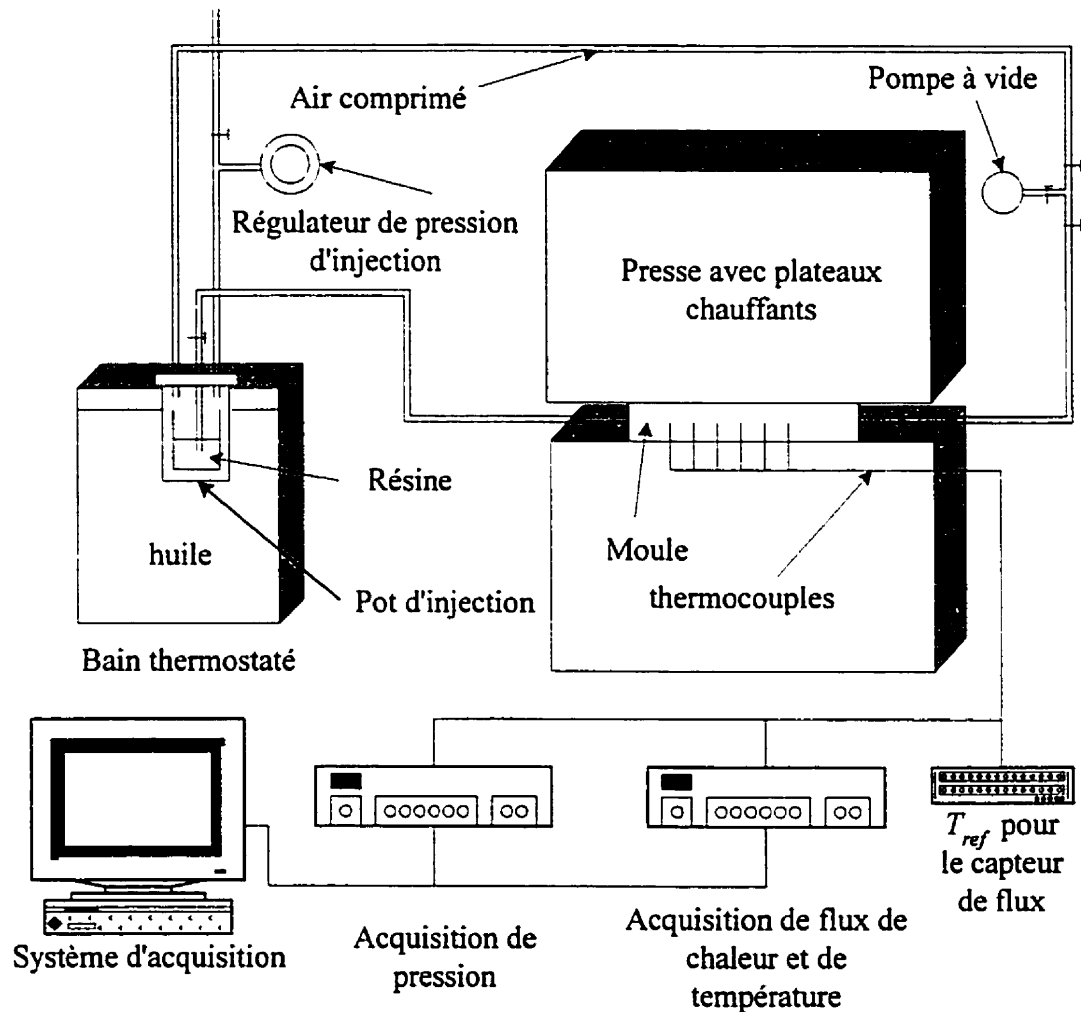 Air comprimé
Pompe à vide
Régulateur de pression
d'injection
Presse avec plateaux
chauffants
Résine
huile
Moule
Pot d'injection
thermocouples
Bain thermostaté
T_ref pour
le capteur
de flux
Système d'acquisition
Acquisition de
pression
Acquisition de flux de
chaleur et de
température